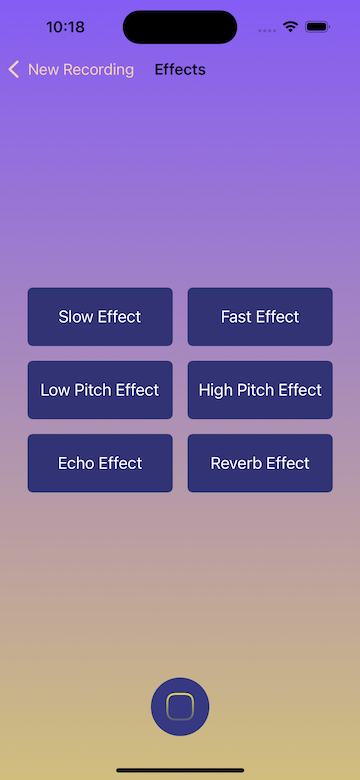 10:18
New Recording Effects
Slow Effect Fast Effect
Low Pitch Effect High Pitch Effect
Echo Effect Reverb Effect